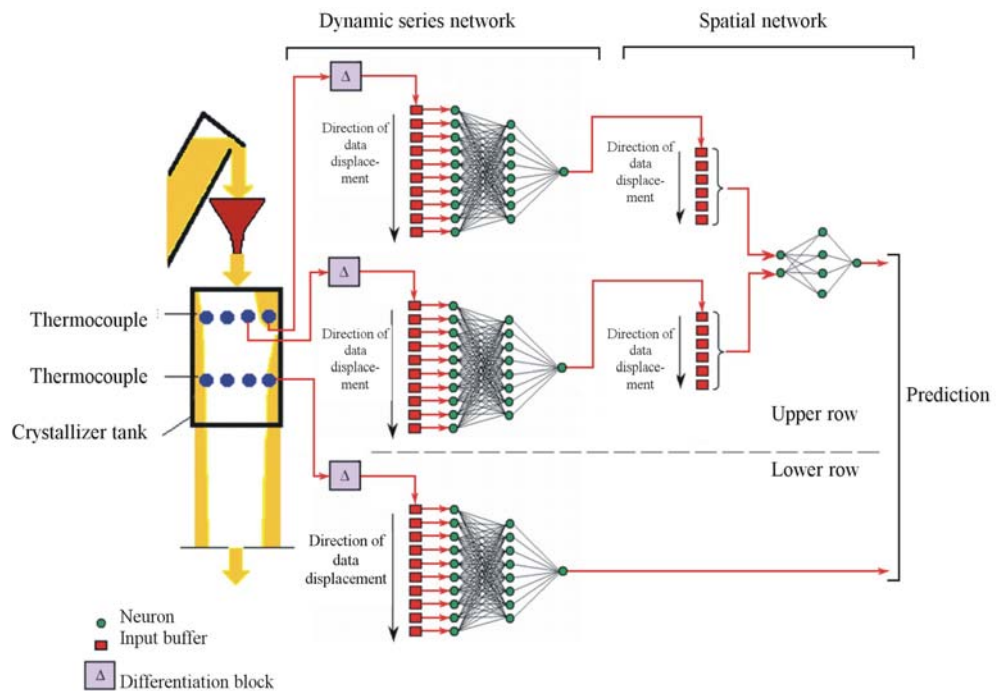 Dynamic series network
Spatial network
Δ
Direction of
data displace-
ment
Direction of
data
displace-
ment
Δ
Direction of
data
displace-
ment
Direction of
data
displace-
ment
Thermocouple
Thermocouple
Crystallizer tank
Prediction
Upper row
Lower row
Δ
Direction of
data
displacement
Neuron
Input buffer
Δ
Differentiation block